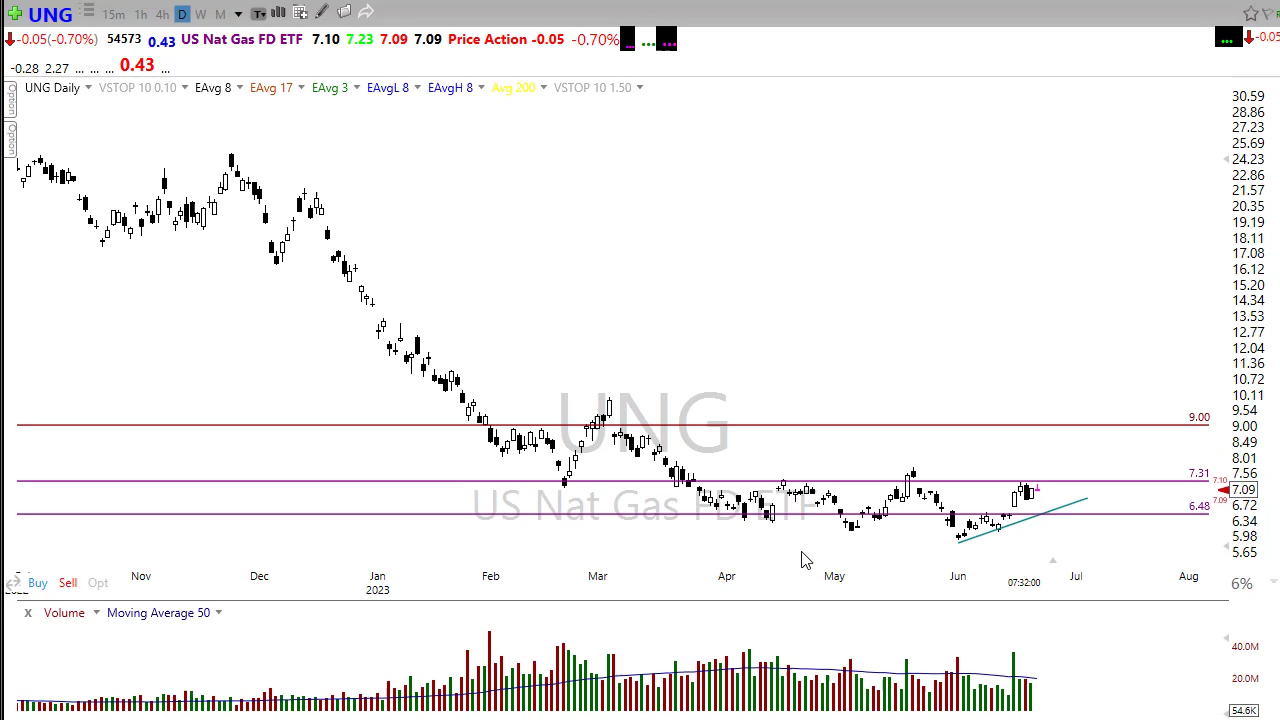 UNG 15m 1h 4h D W M T
-0.05(-0.70%) 54573 0.43 US Nat Gas FD ETF 7.10 7.23 7.09 7.09 Price Action -0.05 -0.70% ... ... ... ... -0.05
-0.28 2.27 ... ... ... 0.43 ...
UNG Daily VSTOP 10 0.10 EAvg 8 EAvg 17 EAvg 3 EAvgL 8 EAvgH 8 Avg 200 VSTOP 10 1.50
Option
Option
30.59
28.86
27.23
25.69
24.23
22.86
21.57
20.35
19.19
18.11
17.08
16.12
15.20
14.34
13.53
12.77
12.04
11.36
10.72
10.11
9.54
9.00 9.00
8.49
8.01
7.31 7.56
7.10
7.09
7.09
6.48 6.72
6.34
5.98
5.65
UNG
US Nat Gas FD ETF
Nov Dec Jan Feb Mar Apr May Jun Jul Aug
2023
07:32:00
Buy Sell Opt 6%
X Volume Moving Average 50
40.0M
20.0M
54.6K